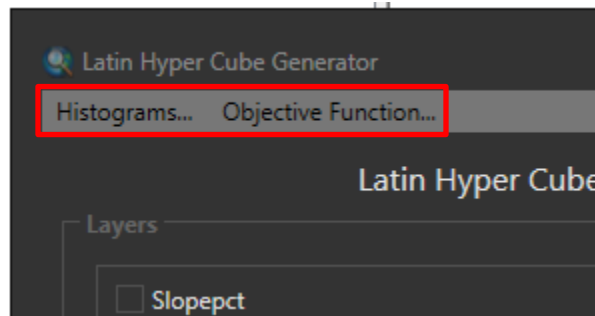 Latin Hyper Cube Generator
Histograms... Objective Function...
Latin Hyper Cube
Layers
Slopepct